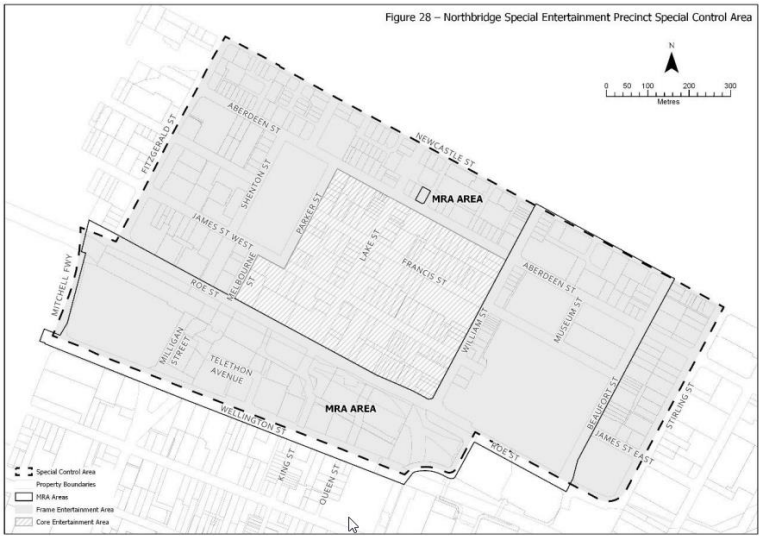 Figure 28 – Northbridge Special Entertainment Precinct Special Control Area
N
0 50 100 200 300
Metres
ABERDEEN ST
NEWCASTLE ST
FITZGERALD ST
SHENTON ST
PARKER ST
MRA AREA
JAMES ST WEST
LAKE ST
FRANCIS ST
MELBOURNE
ST
ABERDEEN ST
MITCHELL FWY
ROE ST
WILLIAM ST
MUSEUM ST
MILLIGAN
STREET
TELETHON
AVENUE
MRA AREA
WELLINGTON ST
BEAUFORT ST
STIRLING ST
ROE ST
JAMES ST EAST
KING ST
QUEEN ST
Special Control Area
Property Boundaries
MRA Areas
Frame Entertainment Area
Core Entertainment Area